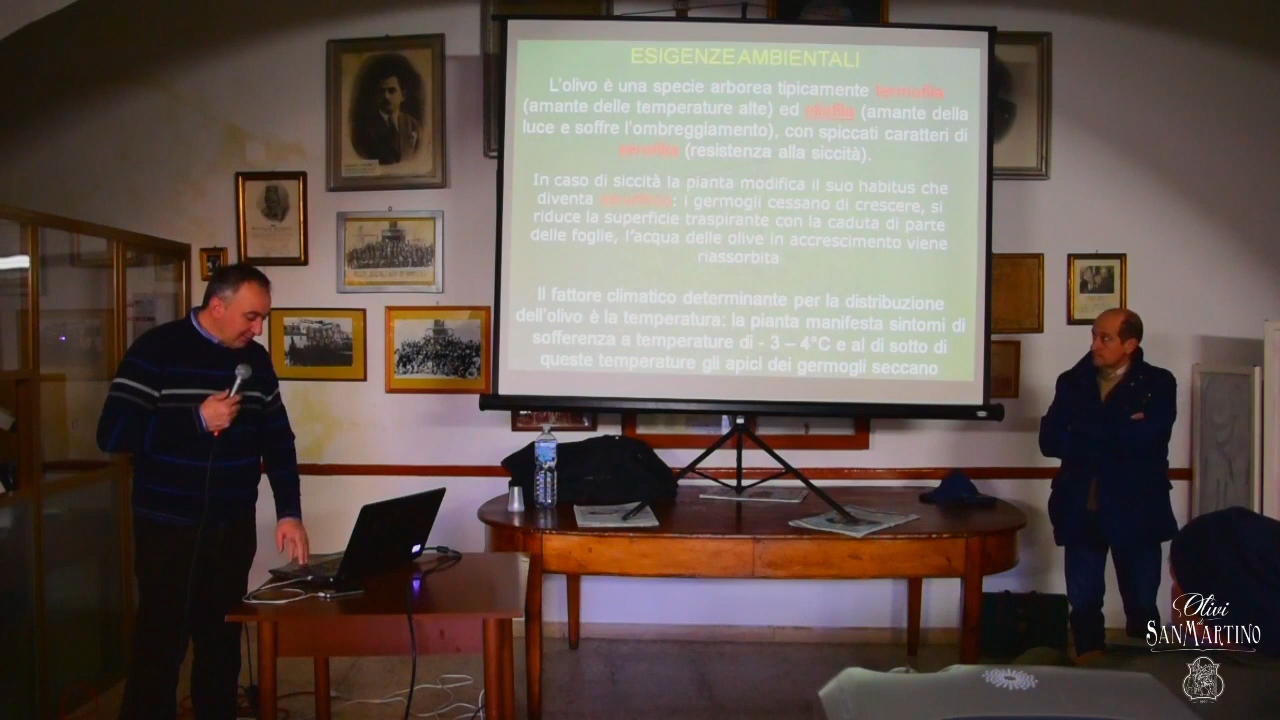 ESIGENZE AMBIENTALI
L'olivo è una specie arborea tipicamente termofila
(amante delle temperature alte) ed eliofila (amante della
luce e soffre l'ombreggiamento), con spiccati caratteri di
xerofilia (resistenza alla siccità).
In caso di siccità la pianta modifica il suo habitus che
diventa : i germogli cessano di crescere, si
riduce la superficie traspirante con la caduta di parte
delle foglie, l'acqua delle olive in accrescimento viene
riassorbita
Il fattore climatico determinante per la distribuzione
dell'olivo è la temperatura: la pianta manifesta sintomi di
sofferenza a temperature di - 3 – 4°C e al di sotto di
queste temperature gli apici dei germogli seccano
Olivi
di
SANMARTINO